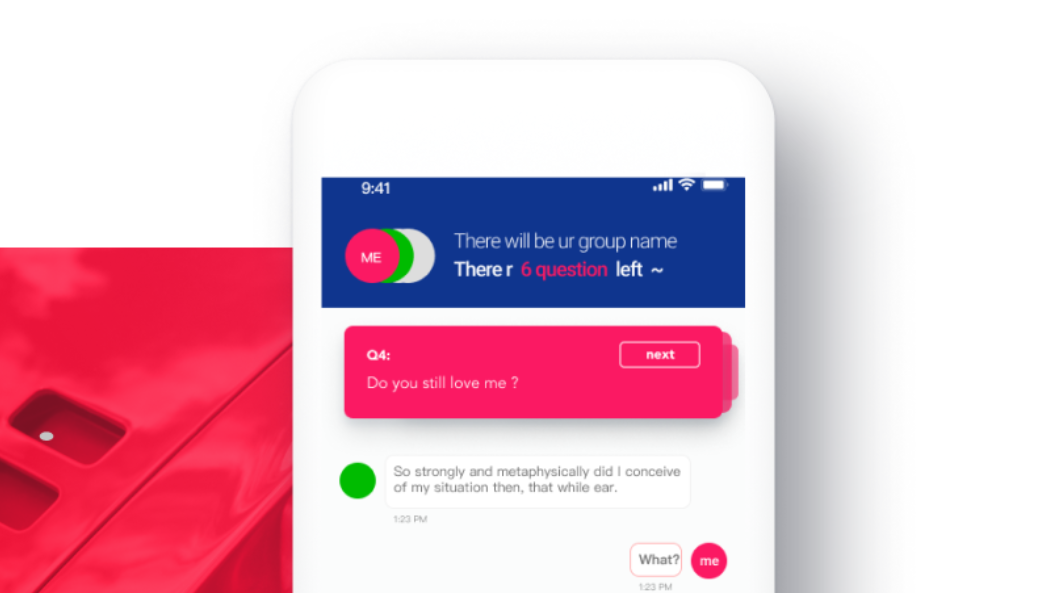 9:41
ME
There will be ur group name
There r 6 question left ~
Q4:
next
Do you still love me ?
So strongly and metaphysically did I conceive
of my situation then, that while ear.
1:23 PM
What?
me
1:23 PM